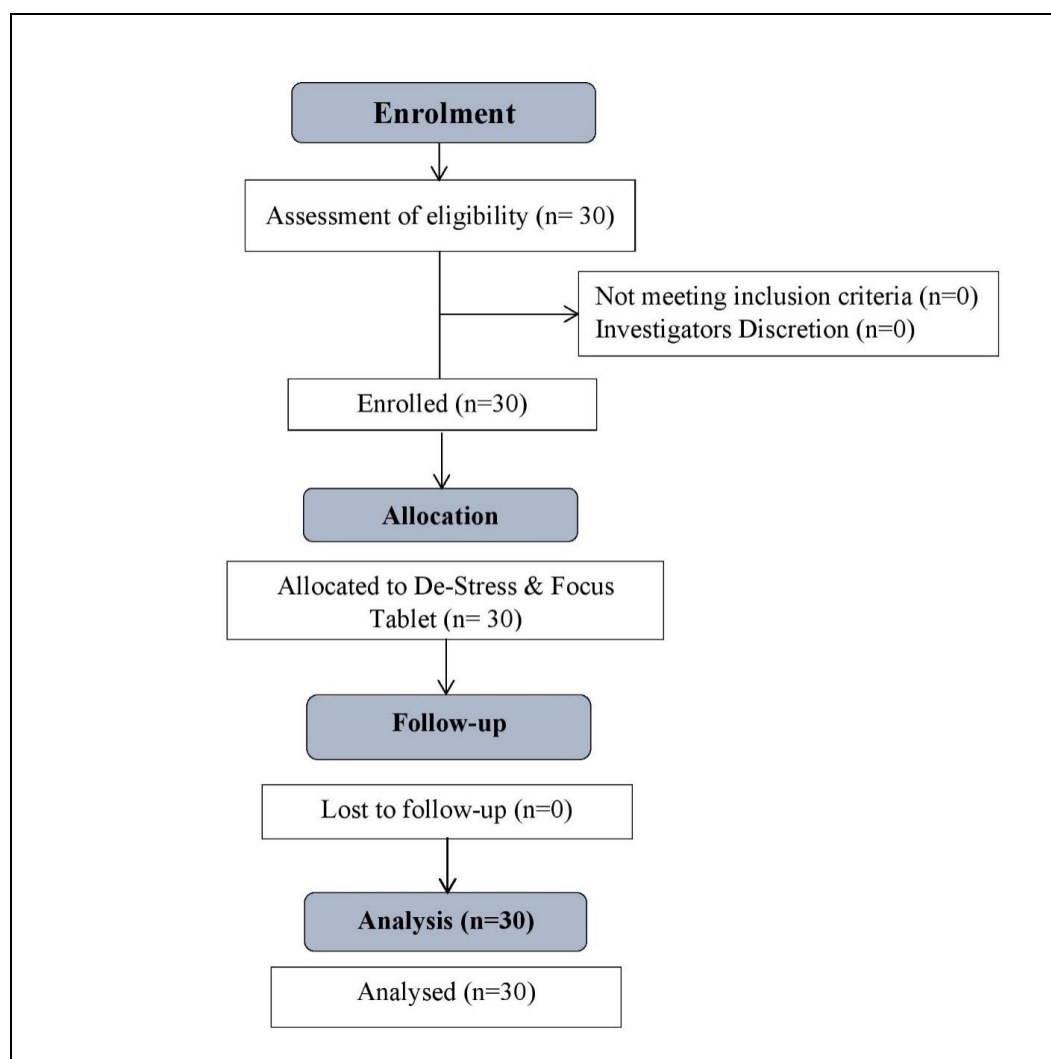 Enrolment
Assessment of eligibility (n= 30)
Not meeting inclusion criteria (n=0)
Investigators Discretion (n=0)
Enrolled (n=30)
Allocation
Allocated to De-Stress & Focus
Tablet (n= 30)
Follow-up
Lost to follow-up (n=0)
Analysis (n=30)
Analysed (n=30)